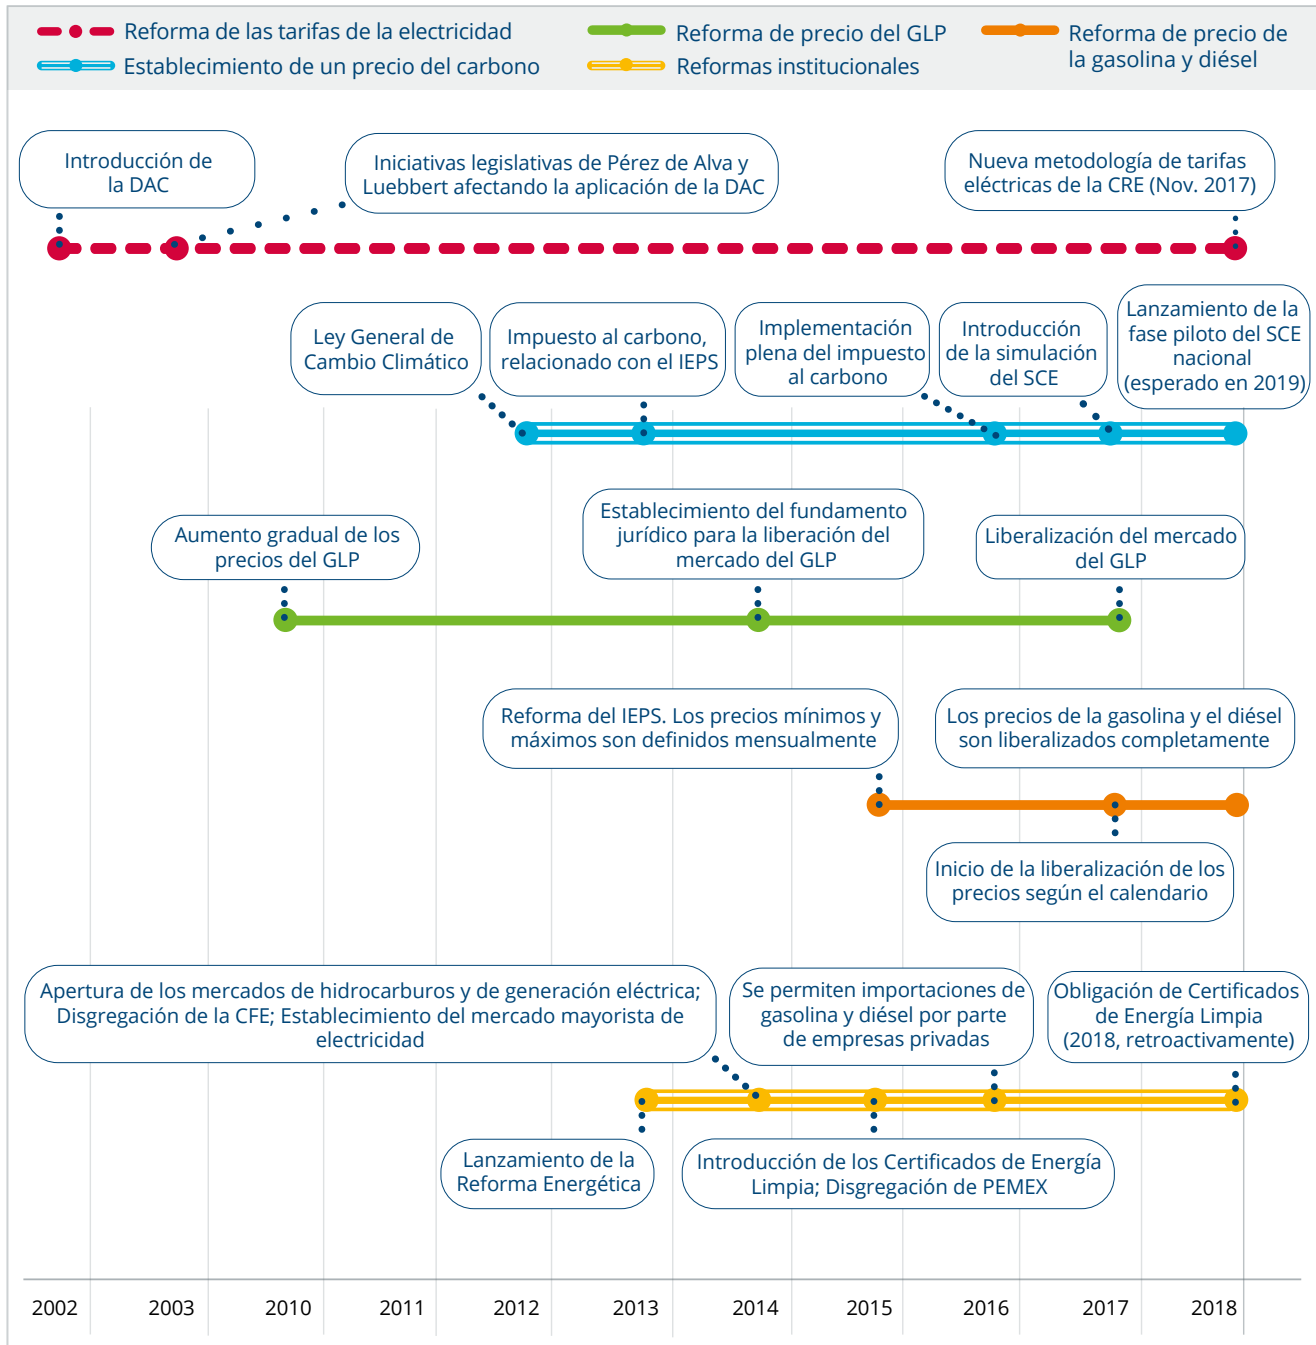 Reforma de las tarifas de la electricidad
Establecimiento de un precio del carbono
Reforma de precio del GLP
Reformas institucionales
Reforma de precio de
la gasolina y diésel
Introducción de
la DAC
Iniciativas legislativas de Pérez de Alva y
Luebbert afectando la aplicación de la DAC
Nueva metodología de tarifas
eléctricas de la CRE (Nov. 2017)
Ley General de
Cambio Climático
Impuesto al carbono,
relacionado con el IEPS
Implementación
plena del impuesto
al carbono
Introducción
de la simulación
del SCE
Lanzamiento de la
fase piloto del SCE
nacional
(esperado en 2019)
Aumento gradual de los
precios del GLP
Establecimiento del fundamento
jurídico para la liberación del
mercado del GLP
Liberalización del mercado
del GLP
Reforma del IEPS. Los precios mínimos y
máximos son definidos mensualmente
Los precios de la gasolina y el diésel
son liberalizados completamente
Inicio de la liberalización de los
precios según el calendario
Apertura de los mercados de hidrocarburos y de generación eléctrica;
Disgregación de la CFE; Establecimiento del mercado mayorista de
electricidad
Se permiten importaciones de
gasolina y diésel por parte
de empresas privadas
Obligación de Certificados
de Energía Limpia
(2018, retroactivamente)
Lanzamiento de la
Reforma Energética
Introducción de los Certificados de Energía
Limpia; Disgregación de PEMEX
2002 2003 2010 2011 2012 2013 2014 2015 2016 2017 2018